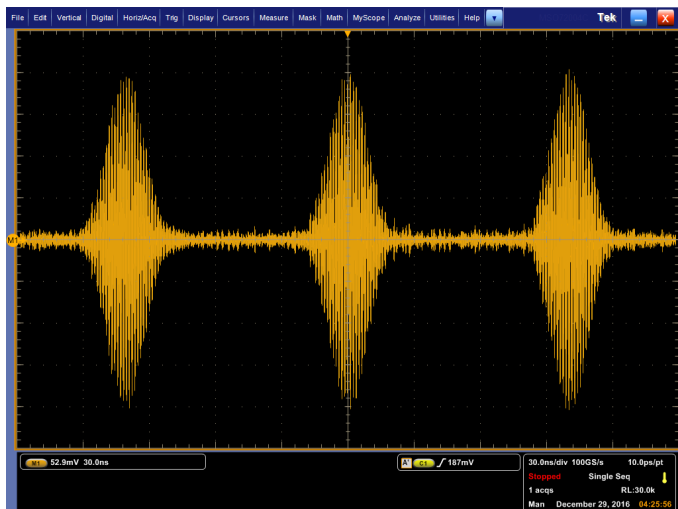 File Edit Vertical Digital Horiz/Acq Trig Display Cursors Measure Mask Math MyScope Analyze Utilities Help Tek X
M1
M1 52.9mV 30.0ns
A' C1 187mV
30.0ns/div 100GS/s 10.0ps/pt
Stopped Single Seq
1 acqs RL:30.0k
Man December 29, 2016 04:25:56